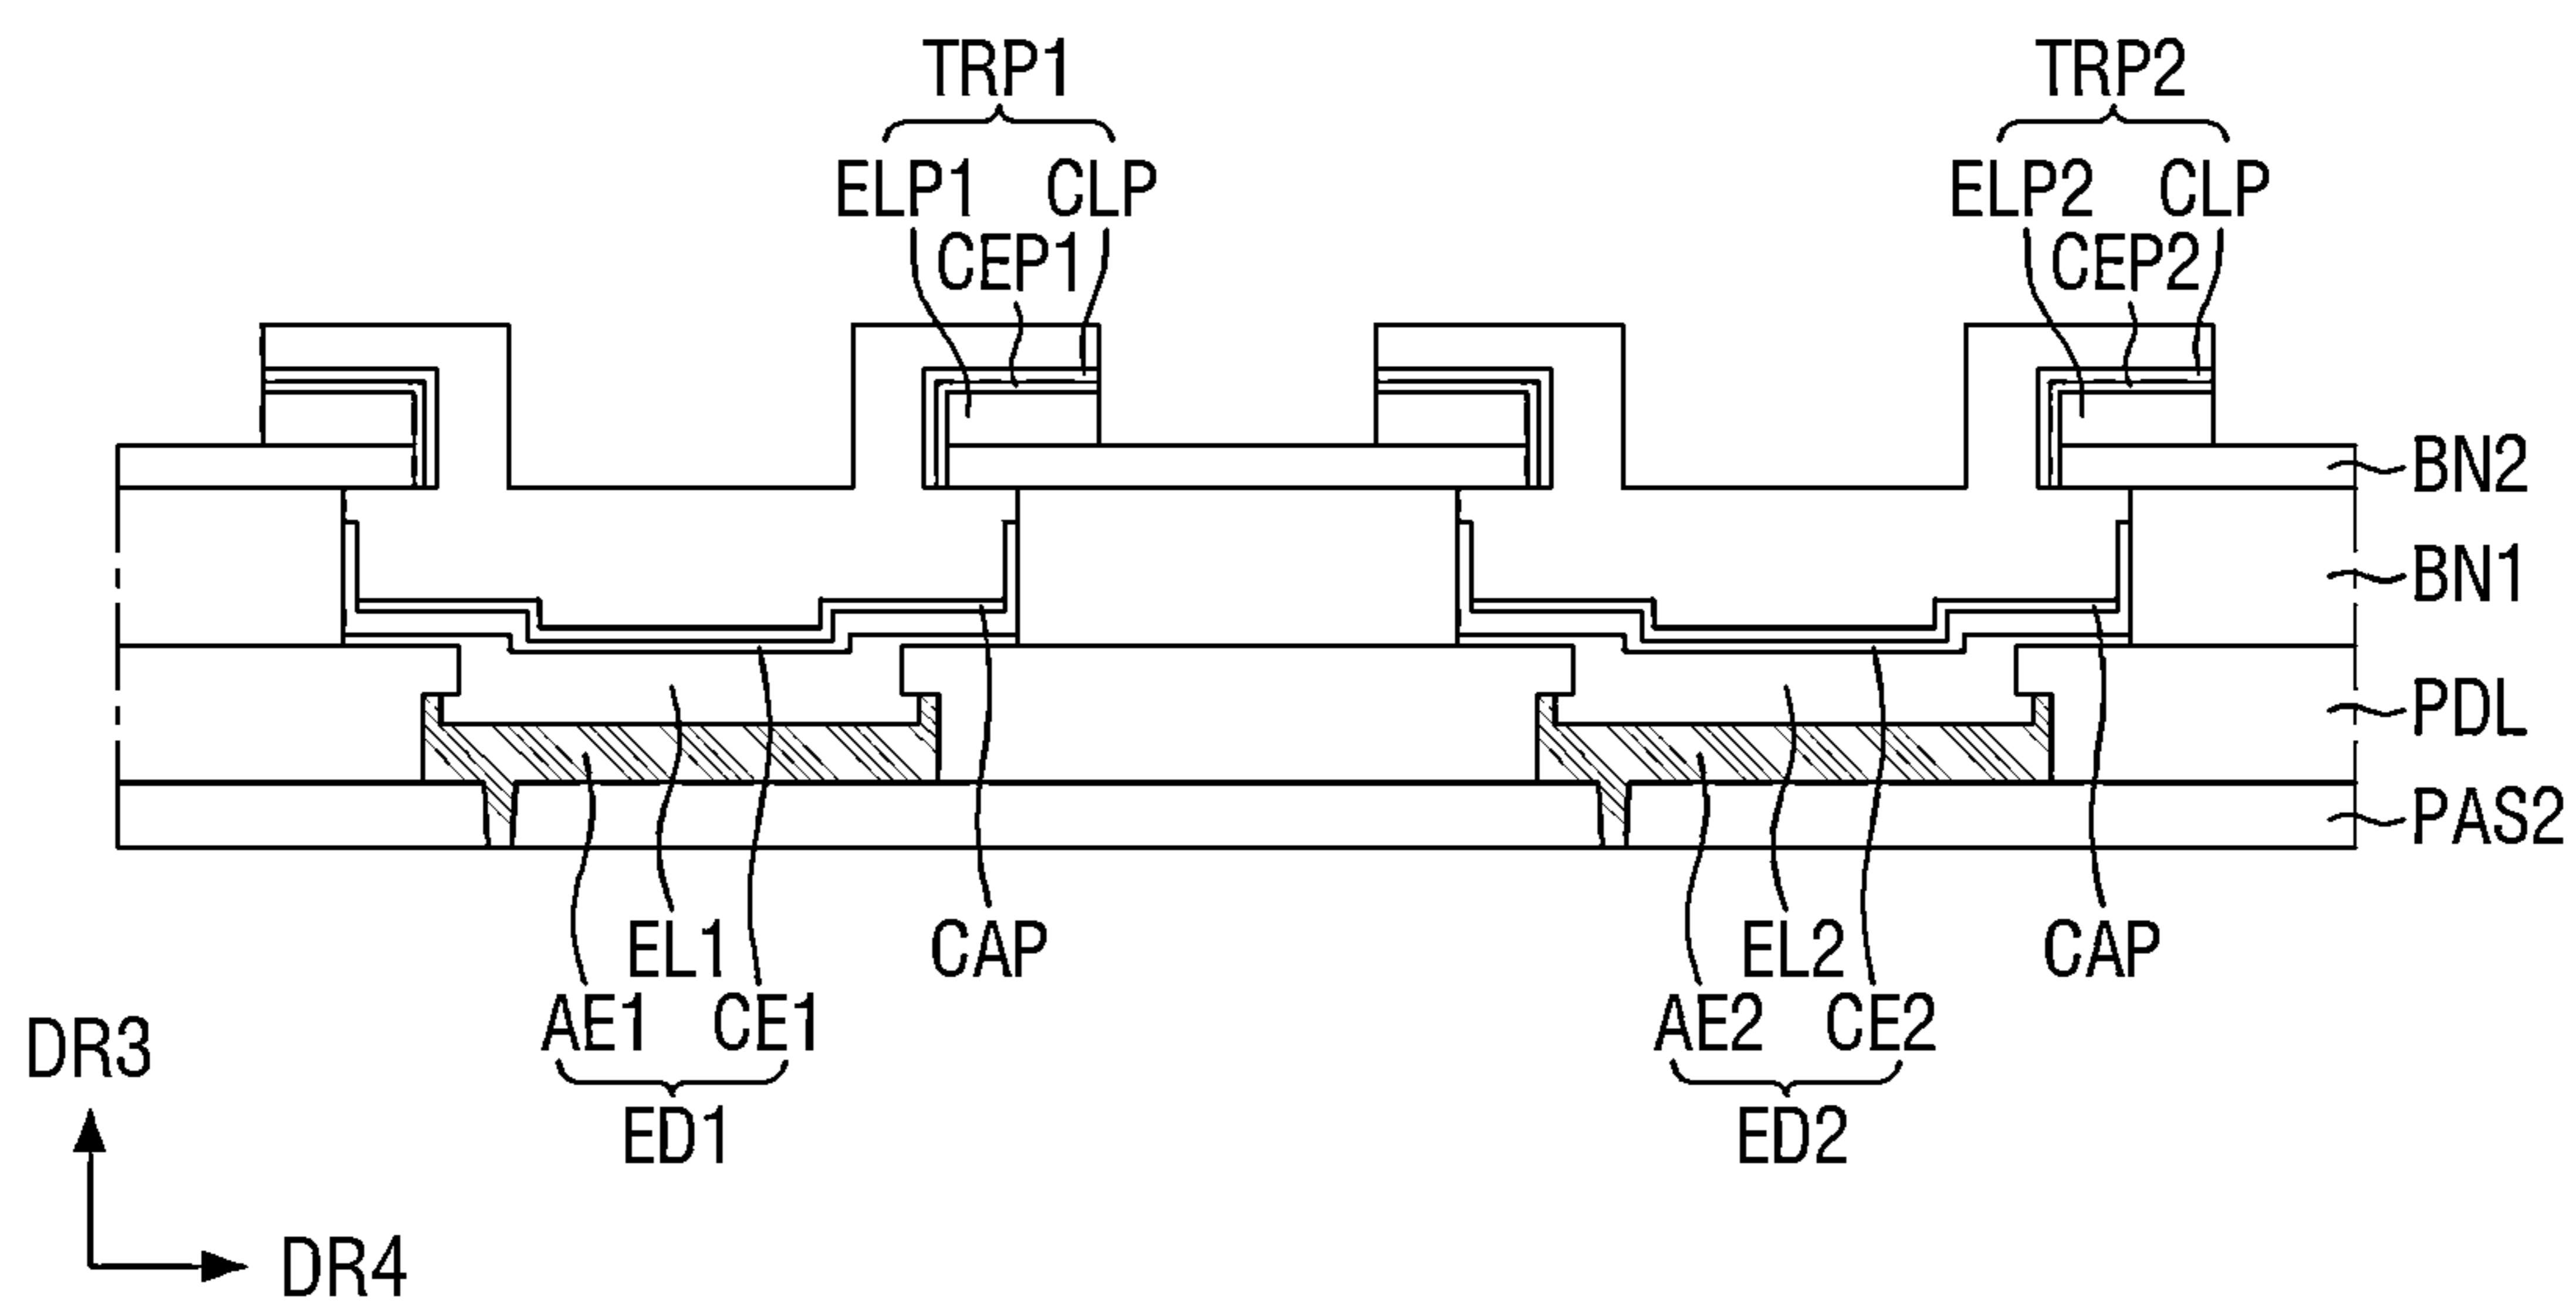 TRP1 TRP2
ELP1 CLP ELP2 CLP
CEP1 CEP2
BN2
BN1
PDL
PAS2
EL1 CAP EL2 CAP
AE1 CE1 AE2 CE2
DR3
ED1 ED2
DR4